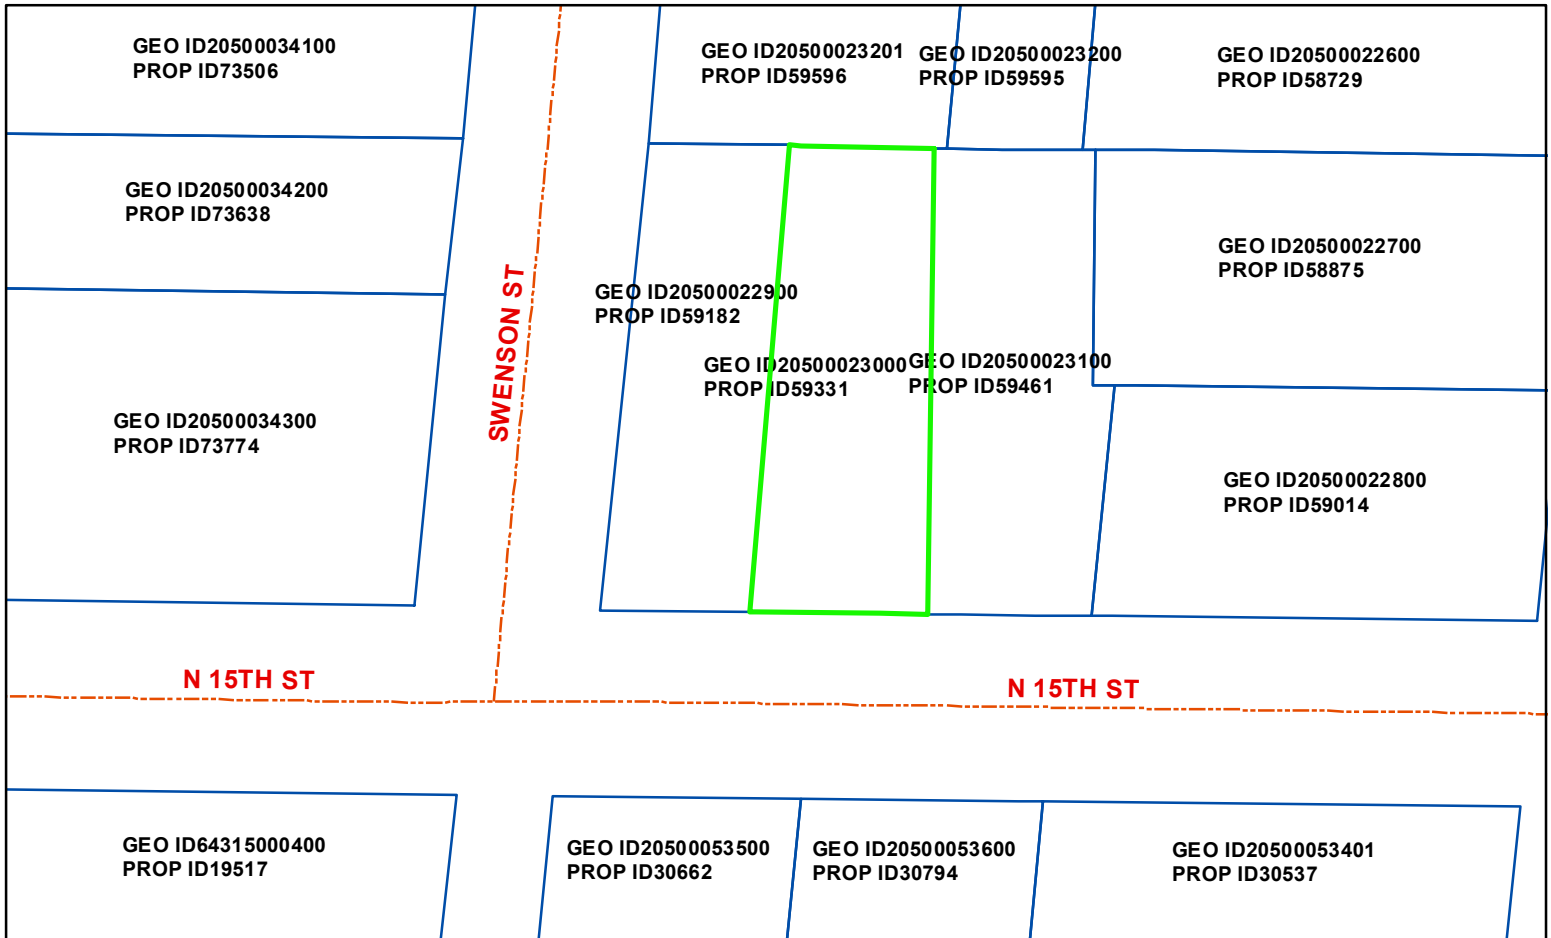 GEO ID20500034100
PROP ID73506
GEO ID20500023201
PROP ID59596
GEO ID20500023200
PROP ID59595
GEO ID20500022600
PROP ID58729
GEO ID20500034200
PROP ID73638
GEO ID20500022700
PROP ID58875
GEO ID20500022900
PROP ID59182
SWENSON ST
GEO ID20500023000
PROP ID59331
GEO ID20500023100
PROP ID59461
GEO ID20500034300
PROP ID73774
GEO ID20500022800
PROP ID59014
N 15TH ST
N 15TH ST
GEO ID64315000400
PROP ID19517
GEO ID20500053500
PROP ID30662
GEO ID20500053600
PROP ID30794
GEO ID20500053401
PROP ID30537